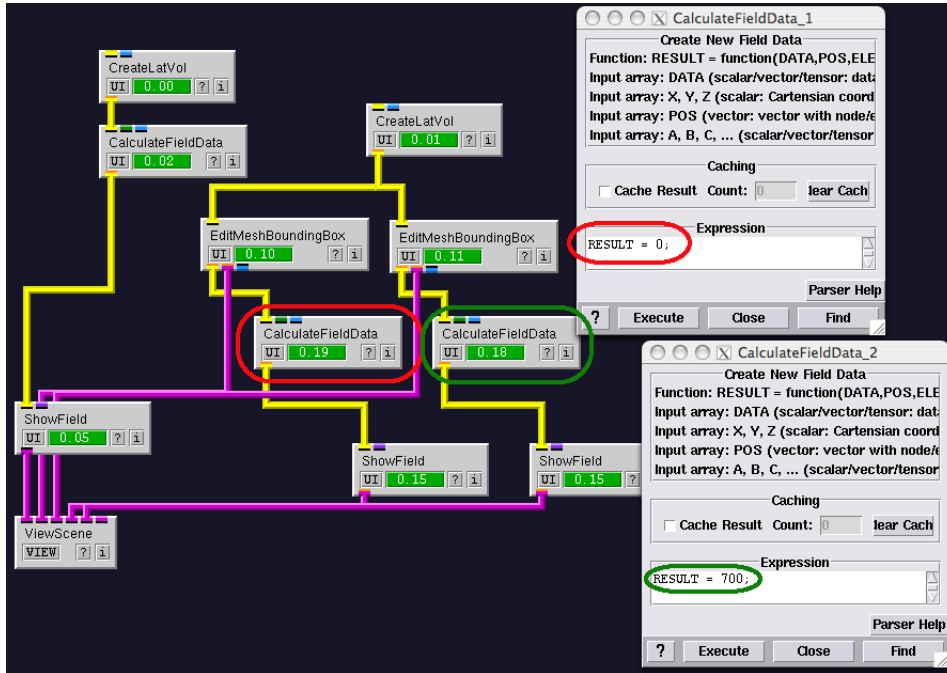 CreateLatVol
UI 0.00 ? i
CalculateFieldData
UI 0.02 ? i
CreateLatVol
UI 0.01 ? i
EditMeshBoundingBox
UI 0.10 ? i
EditMeshBoundingBox
UI 0.11 ? i
CalculateFieldData
UI 0.19 ? i
CalculateFieldData
UI 0.18 ? i
ShowField
UI 0.05 ? i
ShowField
UI 0.15 ? i
ShowField
UI 0.15 ?
ViewScene
VIEW ? i
X CalculateFieldData_1
Create New Field Data
Function: RESULT = function(DATA,POS,ELE
Input array: DATA (scalar/vector/tensor: data
Input array: X, Y, Z (scalar: Cartensian coord
Input array: POS (vector: vector with node/e
Input array: A, B, C, ... (scalar/vector/tensor
Caching
Cache Result Count: 0 lear Cach
Expression
RESULT = 0;
Parser Help
? Execute Close Find
X CalculateFieldData_2
Create New Field Data
Function: RESULT = function(DATA,POS,ELE
Input array: DATA (scalar/vector/tensor: data
Input array: X, Y, Z (scalar: Cartensian coord
Input array: POS (vector: vector with node/e
Input array: A, B, C, ... (scalar/vector/tensor
Caching
Cache Result Count: 0 lear Cach
Expression
RESULT = 700;
Parser Help
? Execute Close Find